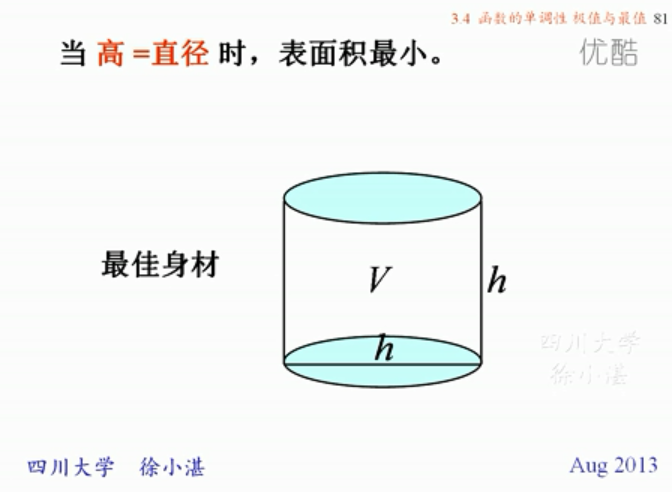 3.4 函数的单调性 极值与最值 81
当 高 =直径 时，表面积最小。
优酷
最佳身材
V
h
h
四川大学
徐小湛
四川大学 徐小湛
Aug 2013